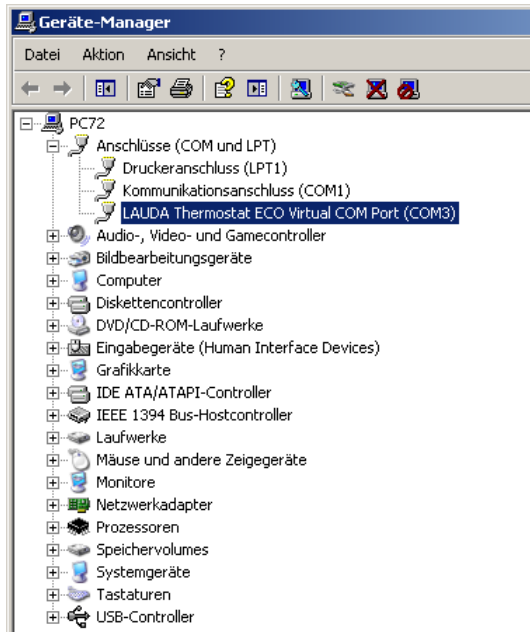 Geräte-Manager
Datei Aktion Ansicht ?
PC72
Anschlüsse (COM und LPT)
Druckeranschluss (LPT1)
Kommunikationsanschluss (COM1)
LAUDA Thermostat ECO Virtual COM Port (COM3)
Audio-, Video- und Gamecontroller
Bildbearbeitungsgeräte
Computer
Diskettencontroller
DVD/CD-ROM-Laufwerke
Eingabegeräte (Human Interface Devices)
Grafikkarte
IDE ATA/ATAPI-Controller
IEEE 1394 Bus-Hostcontroller
Laufwerke
Mäuse und andere Zeigegeräte
Monitore
Netzwerkadapter
Prozessoren
Speichervolumes
Systemgeräte
Tastaturen
USB-Controller